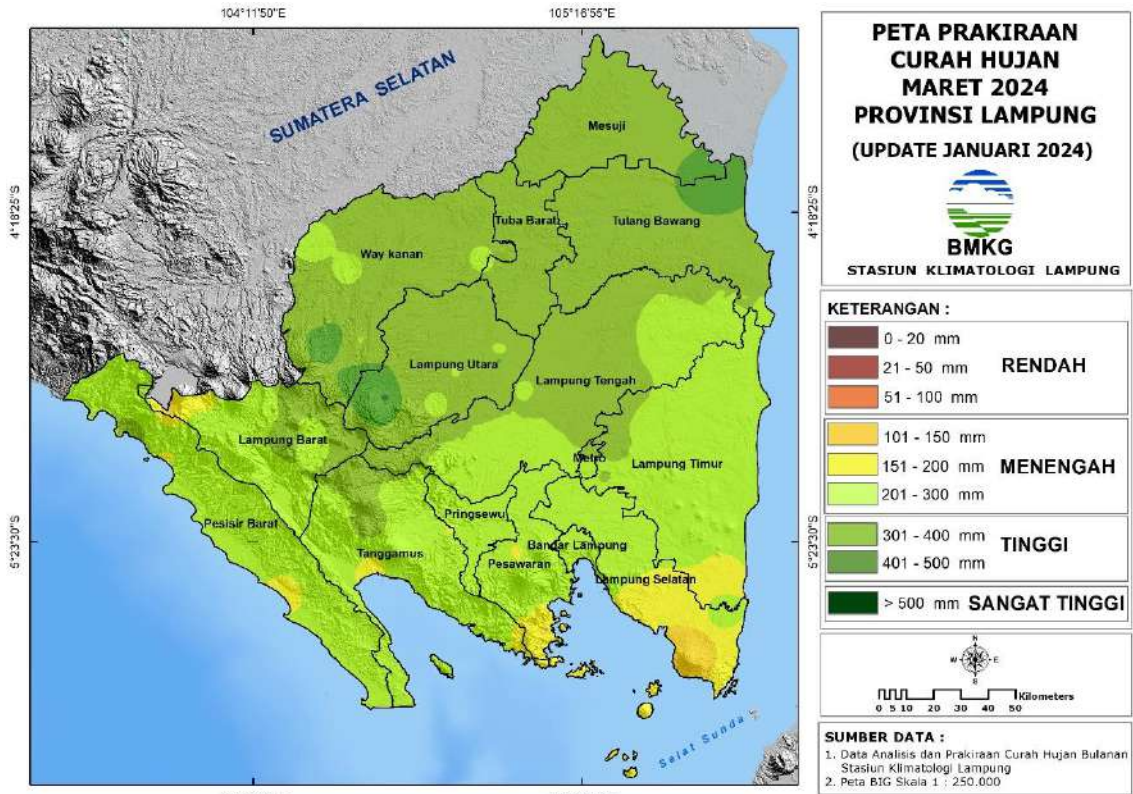 104°11'50"E
105°16'55"E
4°18'25"S
5°23'30"S
4°18'25"S
5°23'30"S
SUMATERA SELATAN
Mesuji
Tuba Barat
Tulang Bawang
Way kanan
Lampung Utara
Lampung Tengah
Lampung Barat
Metro
Lampung Timur
Pesisir Barat
Pringsewu
Tanggamus
Bandar Lampung
Pesawaran
Lampung Selatan
Selat Sunda
PETA PRAKIRAAN
CURAH HUJAN
MARET 2024
PROVINSI LAMPUNG
(UPDATE JANUARI 2024)
BMKG
STASIUN KLIMATOLOGI LAMPUNG
KETERANGAN :
0 - 20 mm
21 - 50 mm RENDAH
51 - 100 mm
101 - 150 mm
151 - 200 mm MENENGAH
201 - 300 mm
301 - 400 mm TINGGI
401 - 500 mm
> 500 mm SANGAT TINGGI
N
W E
S
Kilometers
0 5 10 20 30 40 50
SUMBER DATA :
1. Data Analisis dan Prakiraan Curah Hujan Bulanan
Stasiun Klimatologi Lampung
2. Peta BIG Skala 1 : 250.000